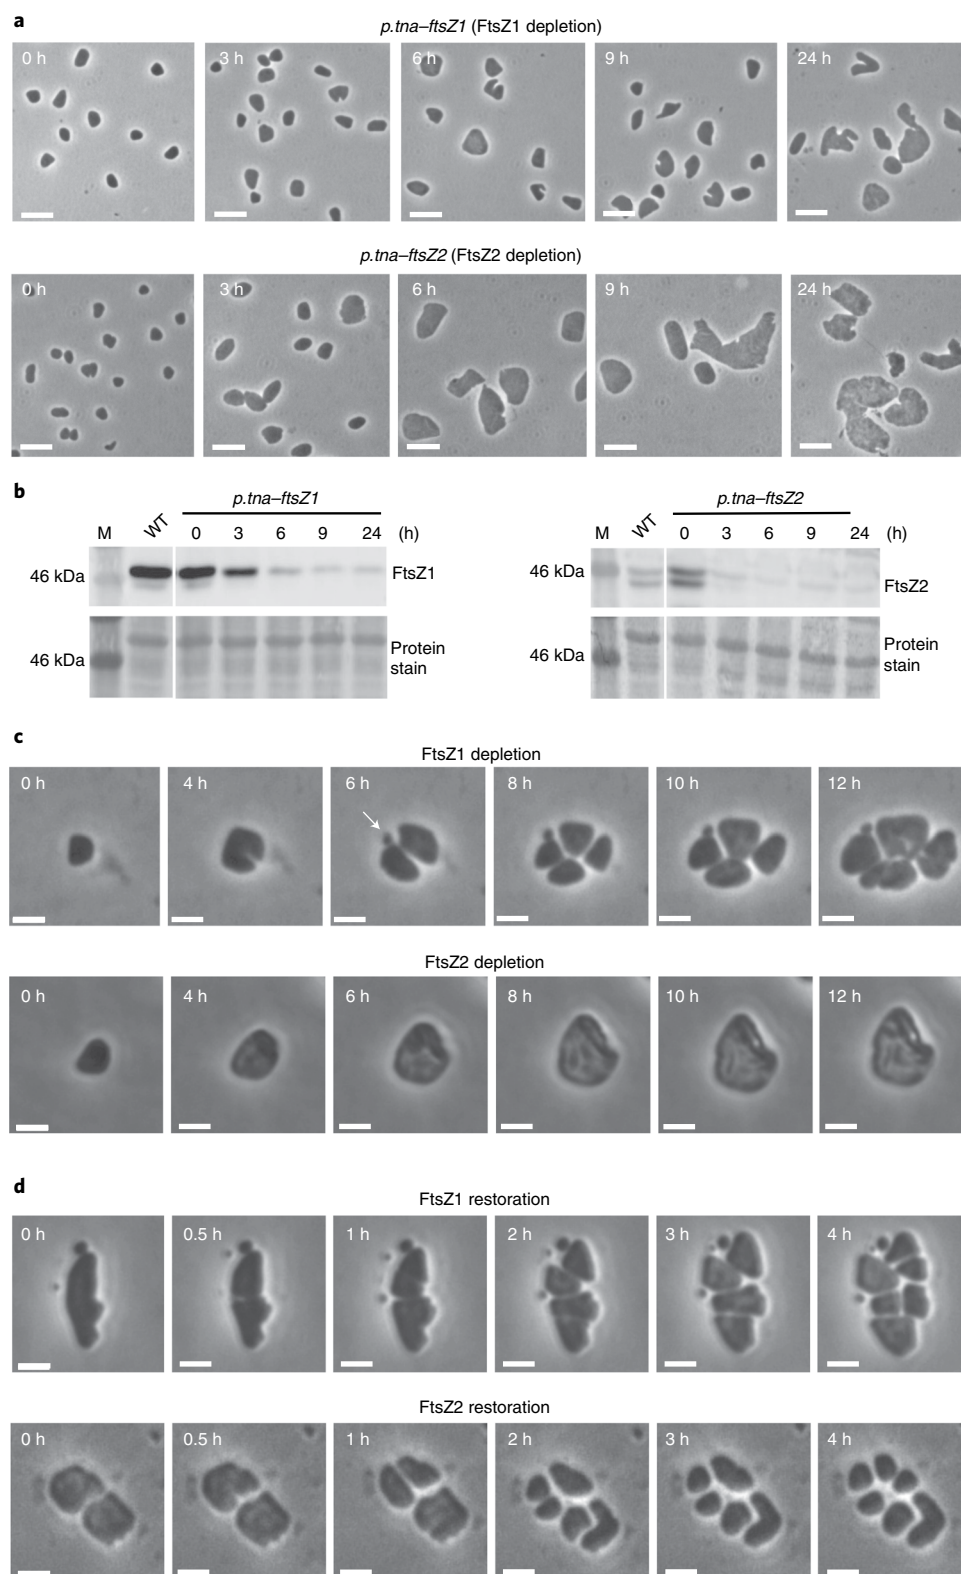 a
p.tna–ftsZ1 (FtsZ1 depletion)
0 h 3 h 6 h 9 h 24 h
p.tna–ftsZ2 (FtsZ2 depletion)
0 h 3 h 6 h 9 h 24 h
b
p.tna–ftsZ1
M WT 0 3 6 9 24 (h)
46 kDa FtsZ1
46 kDa Protein
stain
p.tna–ftsZ2
M WT 0 3 6 9 24 (h)
46 kDa FtsZ2
46 kDa Protein
stain
c
FtsZ1 depletion
0 h 4 h 6 h 8 h 10 h 12 h
FtsZ2 depletion
0 h 4 h 6 h 8 h 10 h 12 h
d
FtsZ1 restoration
0 h 0.5 h 1 h 2 h 3 h 4 h
FtsZ2 restoration
0 h 0.5 h 1 h 2 h 3 h 4 h